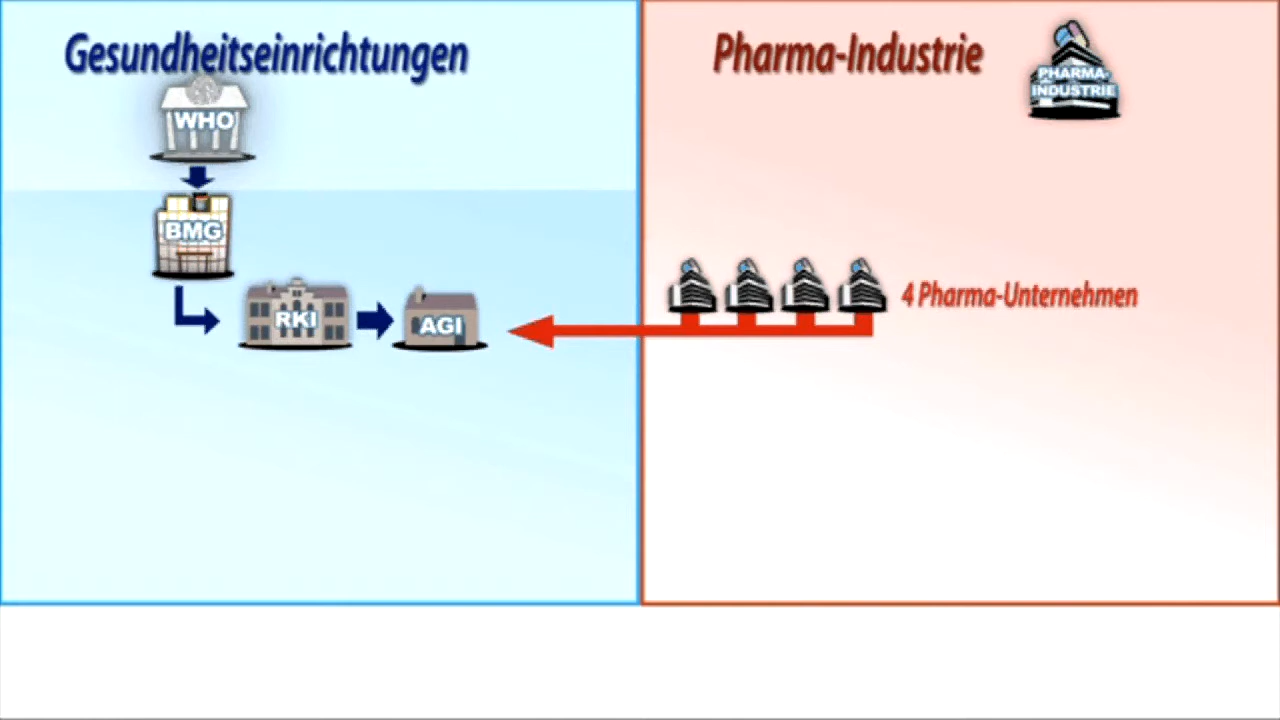 Gesundheitseinrichtungen
WHO
BMG
RKI
AGI
Pharma-Industrie
PHARMA-
INDUSTRIE
4 Pharma-Unternehmen